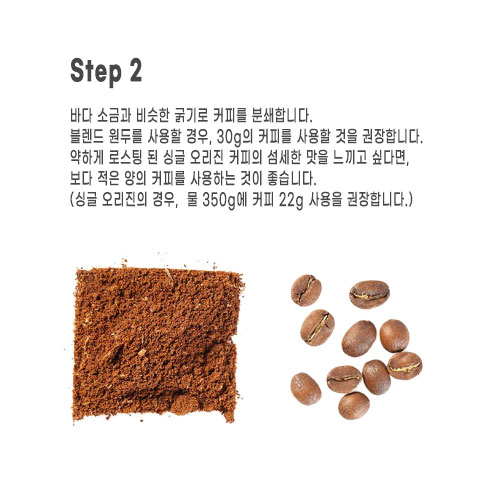 Step 2
바다 소금과 비슷한 굵기로 커피를 분쇄합니다.
블렌드 원두를 사용할 경우, 30g의 커피를 사용할 것을 권장합니다.
약하게 로스팅 된 싱글 오리진 커피의 섬세한 맛을 느끼고 싶다면,
보다 적은 양의 커피를 사용하는 것이 좋습니다.
(싱글 오리진의 경우, 물 350g에 커피 22g 사용을 권장합니다.)